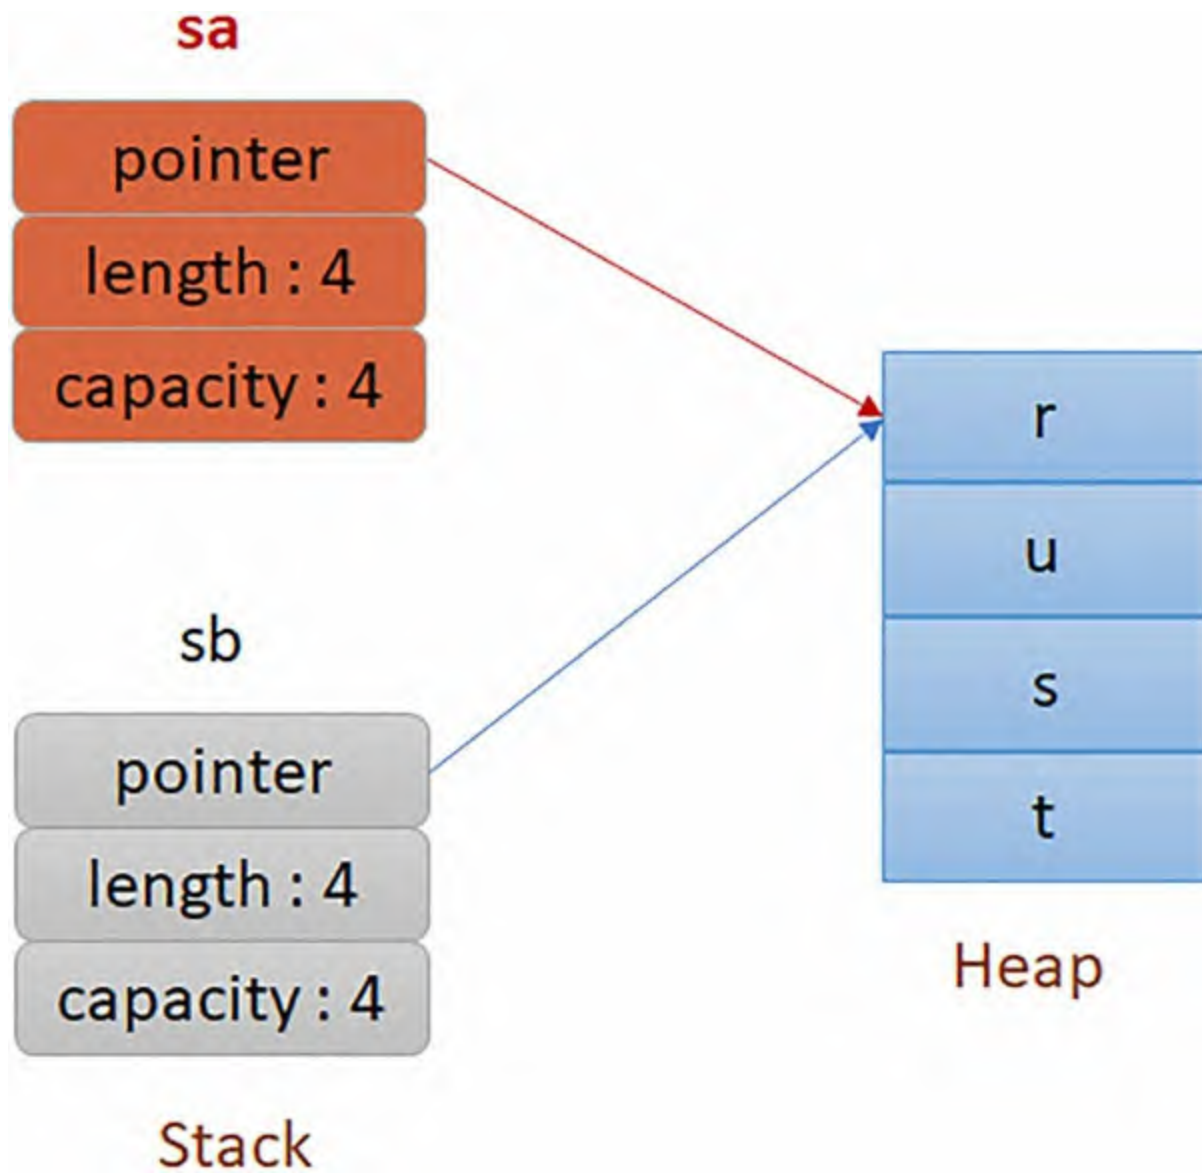 sa
pointer
length : 4
capacity : 4
sb
pointer
length : 4
capacity : 4
Stack
r
u
s
t
Heap